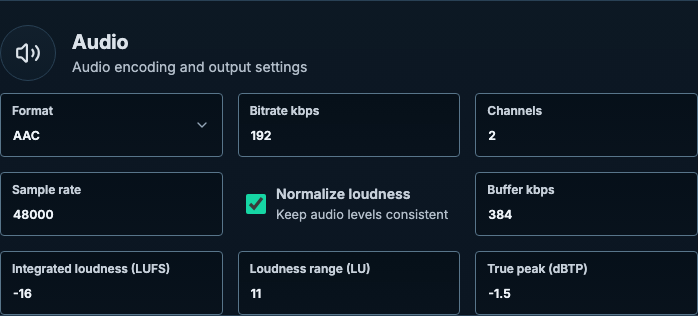 Audio
Audio encoding and output settings
Format
AAC
Bitrate kbps
192
Channels
2
Sample rate
48000
Normalize loudness
Keep audio levels consistent
Buffer kbps
384
Integrated loudness (LUFS)
-16
Loudness range (LU)
11
True peak (dBTP)
-1.5